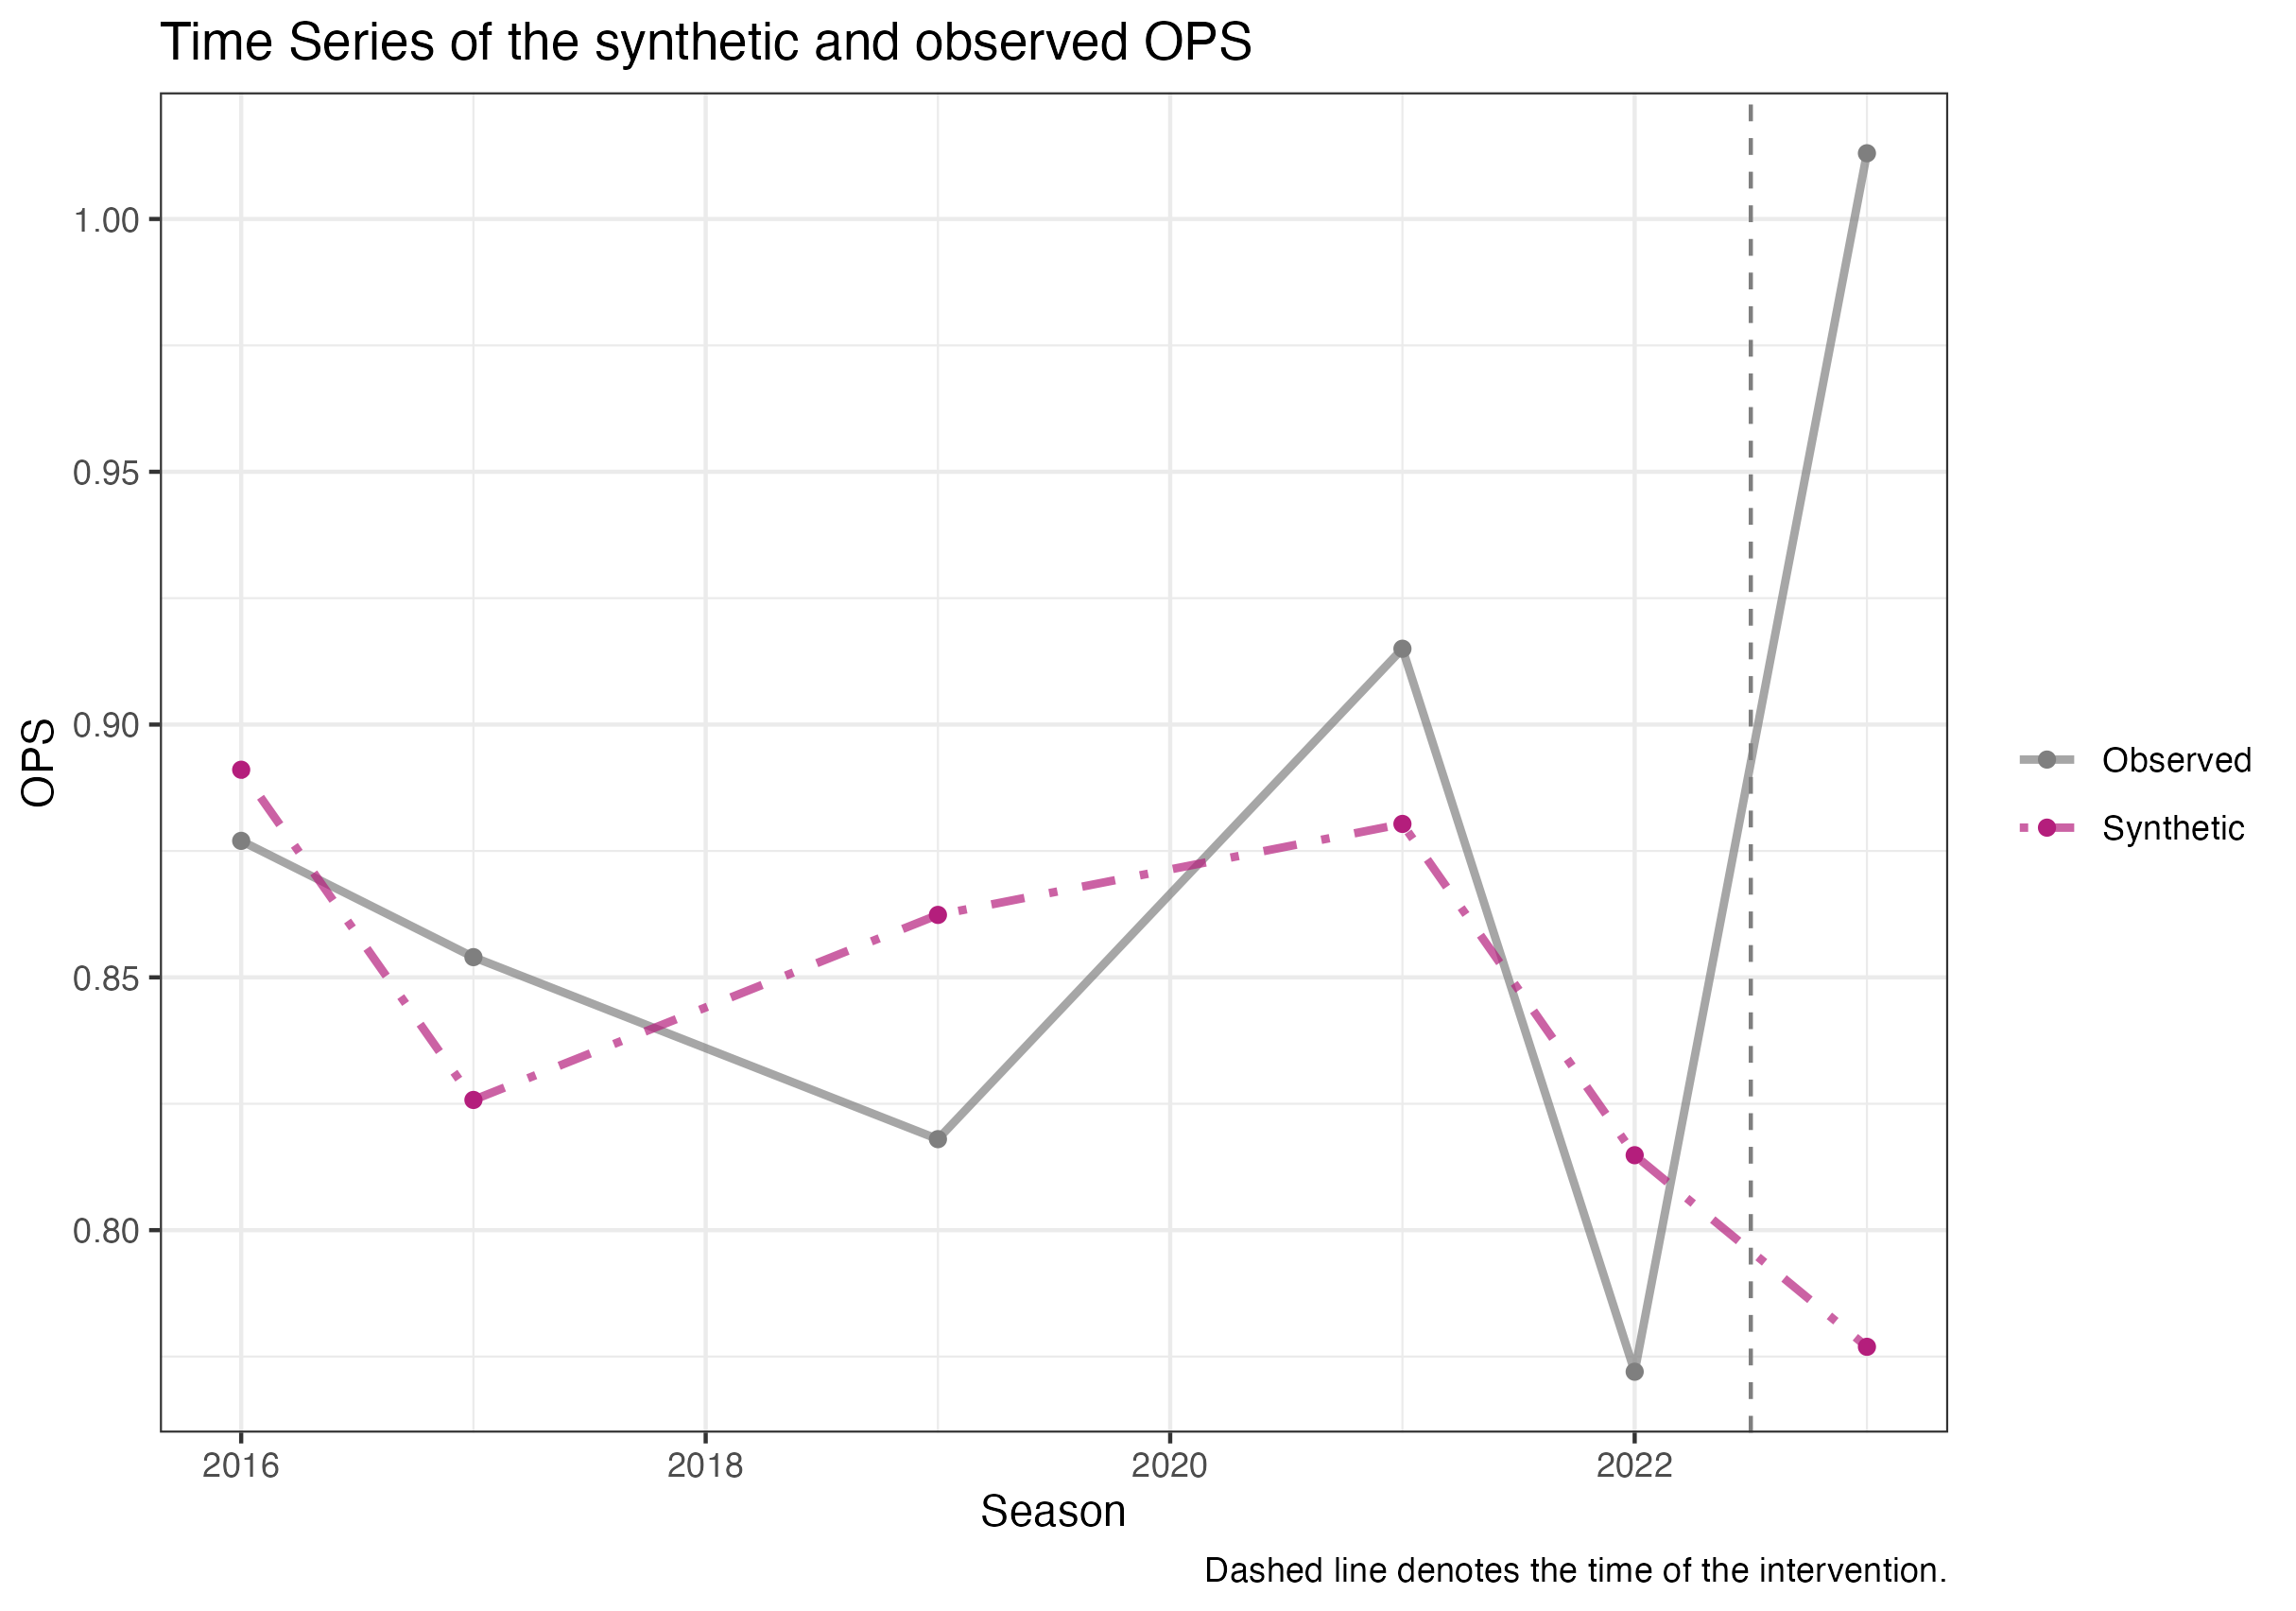 Time Series of the synthetic and observed OPS
OPS
1.00
0.95
0.90
0.85
0.80
2016
2018
2020
2022
Season
Observed
Synthetic
Dashed line denotes the time of the intervention.